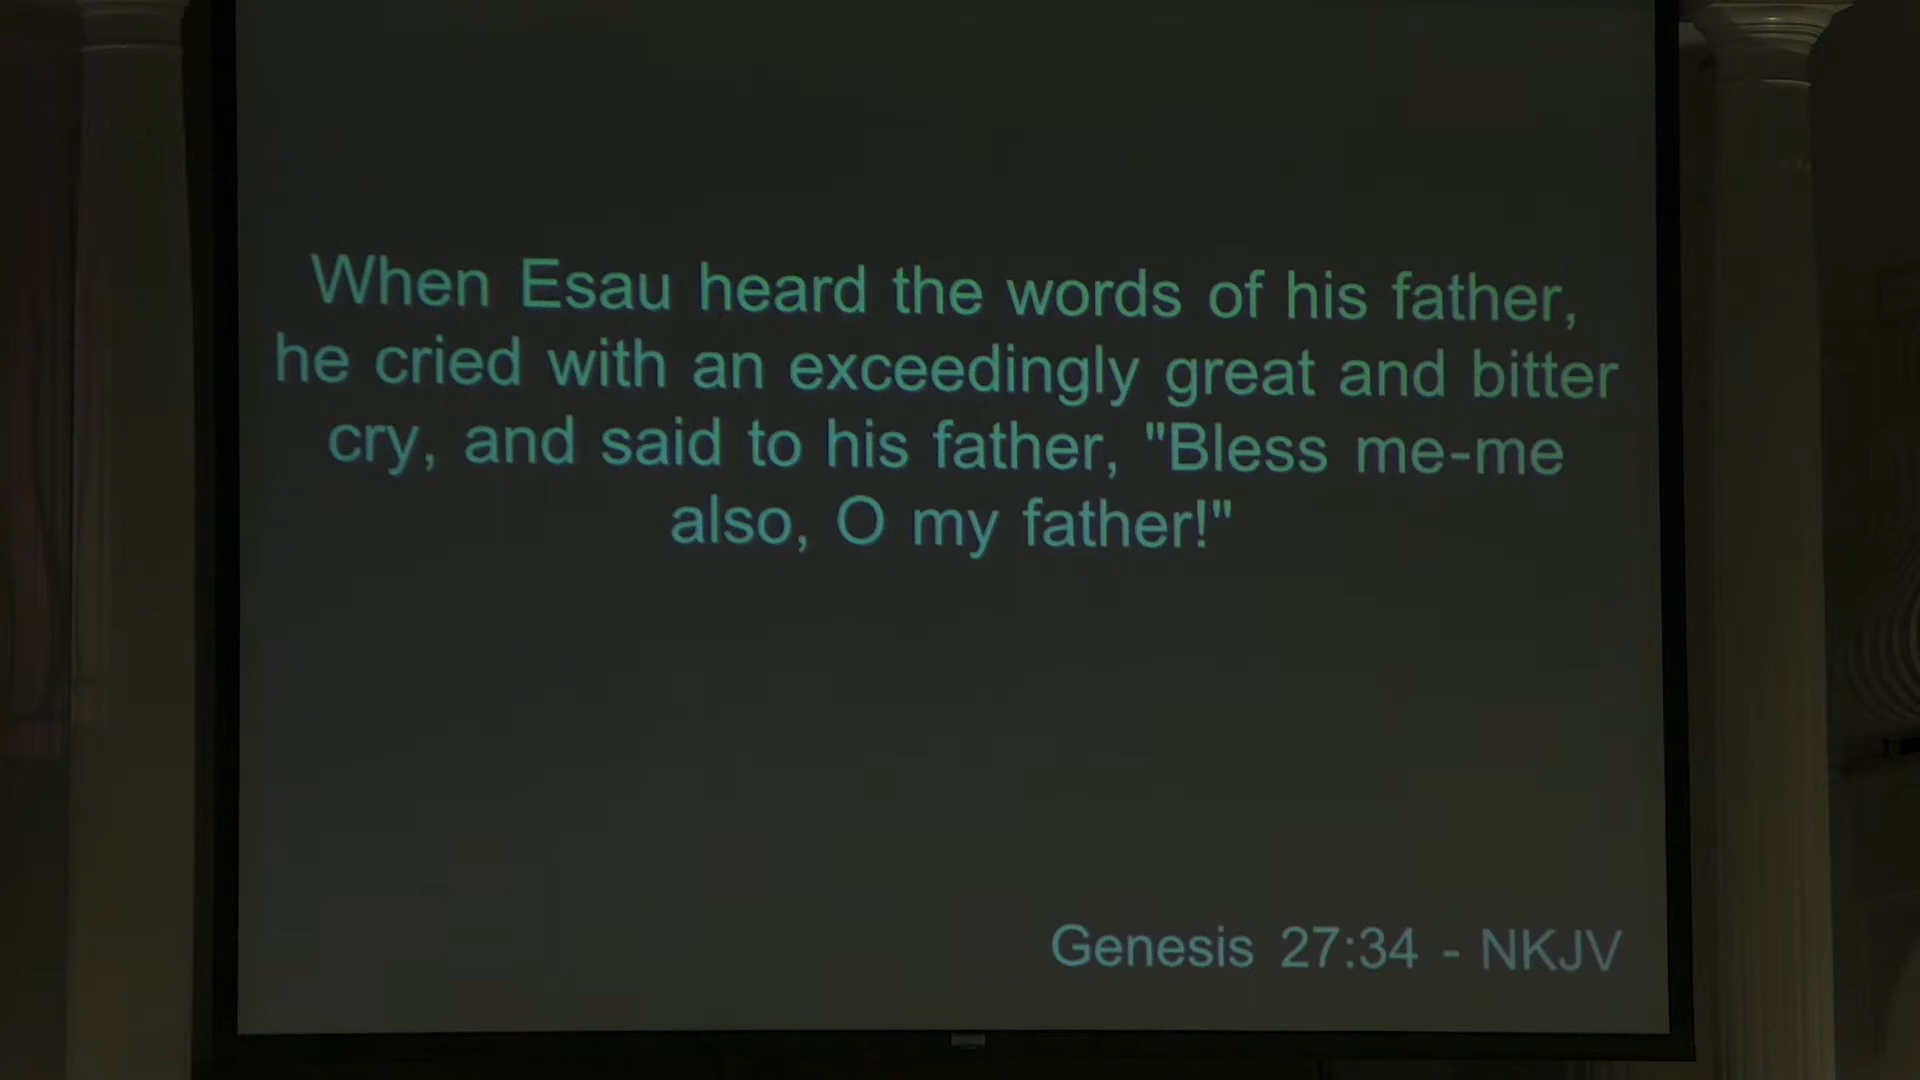 When Esau heard the words of his father,
he cried with an exceedingly great and bitter
cry, and said to his father, "Bless me-me
also, O my father!"
Genesis 27:34 - NKJV